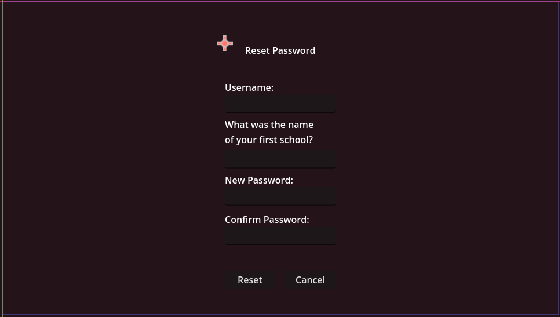 Reset Password
Username:
What was the name
of your first school?
New Password:
Confirm Password:
Reset Cancel